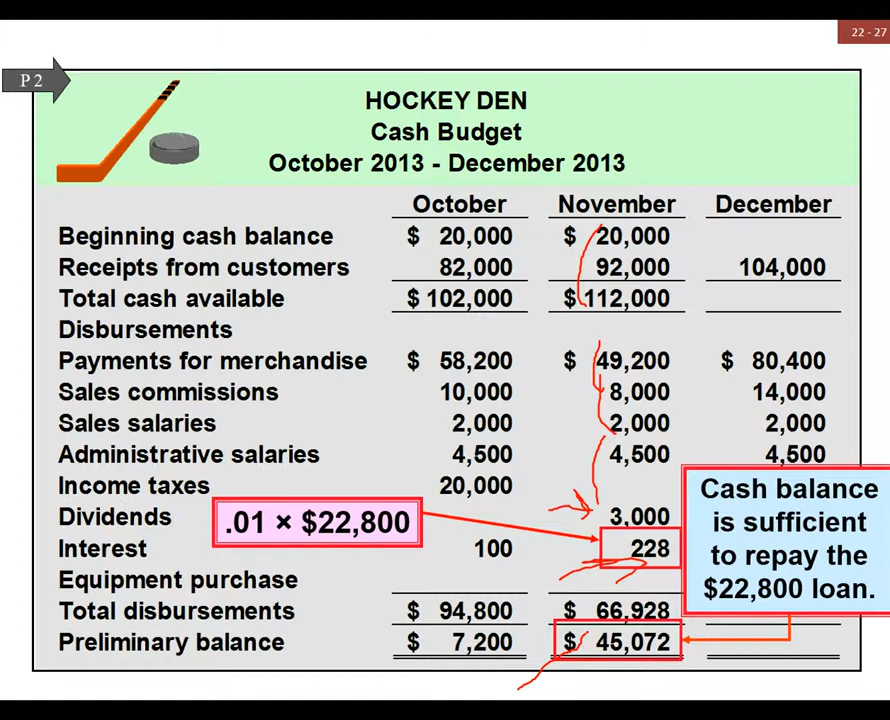 22 - 27
P 2
HOCKEY DEN
Cash Budget
October 2013 - December 2013
October November December
Beginning cash balance $ 20,000 $ 20,000
Receipts from customers 82,000 92,000 104,000
Total cash available $ 102,000 $ 112,000
Disbursements
Payments for merchandise $ 58,200 $ 49,200 $ 80,400
Sales commissions 10,000 8,000 14,000
Sales salaries 2,000 2,000 2,000
Administrative salaries 4,500 4,500 4,500
Income taxes 20,000
Dividends 3,000
Interest 100 228
Equipment purchase
Total disbursements $ 94,800 $ 66,928
Preliminary balance $ 7,200 $ 45,072
.01 × $22,800
Cash balance
is sufficient
to repay the
$22,800 loan.